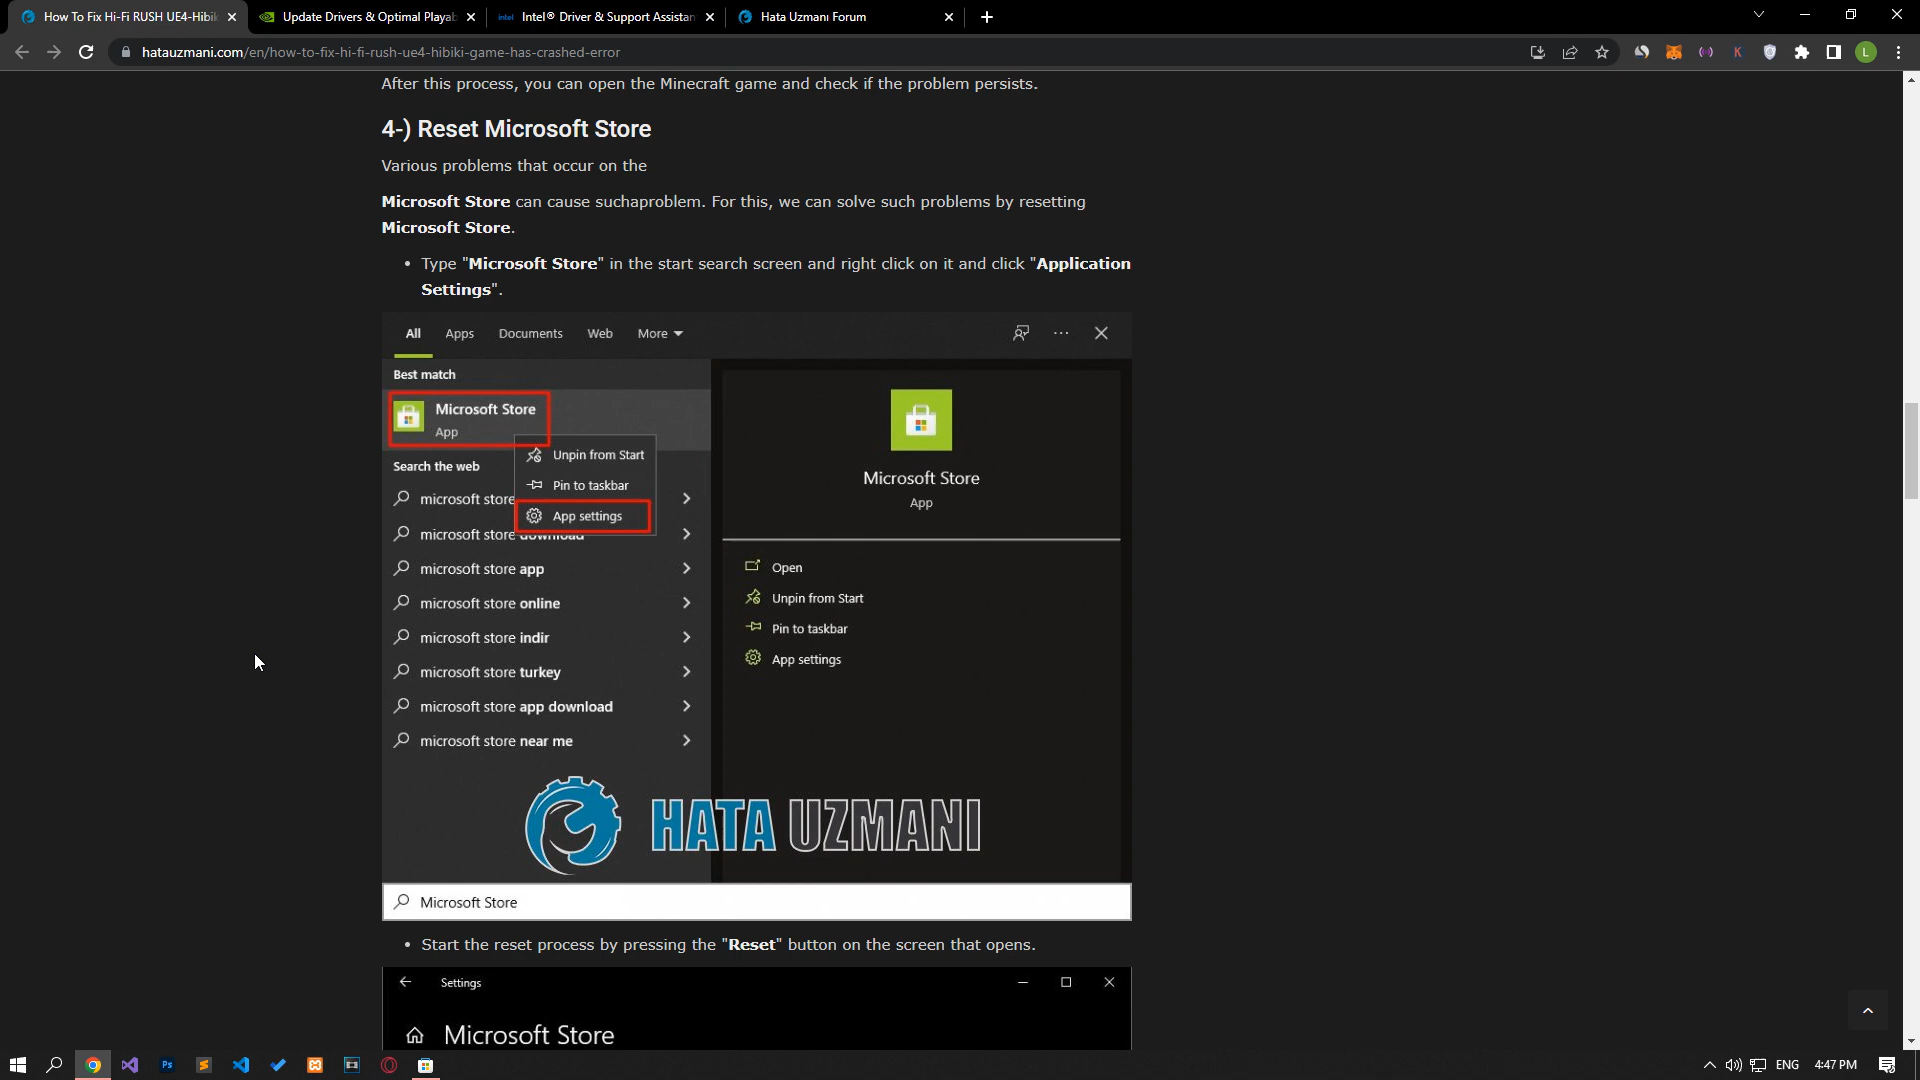 How To Fix Hi-Fi RUSH UE4-Hibik
Update Drivers & Optimal Playab
intel Intel® Driver & Support Assistan
Hata Uzmanı Forum
hatauzmani.com/en/how-to-fix-hi-fi-rush-ue4-hibiki-game-has-crashed-error
K
L
After this process, you can open the Minecraft game and check if the problem persists.
4-) Reset Microsoft Store
Various problems that occur on the
Microsoft Store can cause suchaproblem. For this, we can solve such problems by resetting
Microsoft Store.
• Type "Microsoft Store" in the start search screen and right click on it and click "Application
Settings".
All Apps Documents Web More
Best match
Microsoft Store
App
Unpin from Start
Pin to taskbar
App settings
Search the web
microsoft store
microsoft store download
microsoft store app
microsoft store online
microsoft store indir
microsoft store turkey
microsoft store app download
microsoft store near me
Microsoft Store
App
Open
Unpin from Start
Pin to taskbar
App settings
HATA UZMANI
Microsoft Store
• Start the reset process by pressing the "Reset" button on the screen that opens.
Settings
Microsoft Store
Ps
ENG
4:47 PM